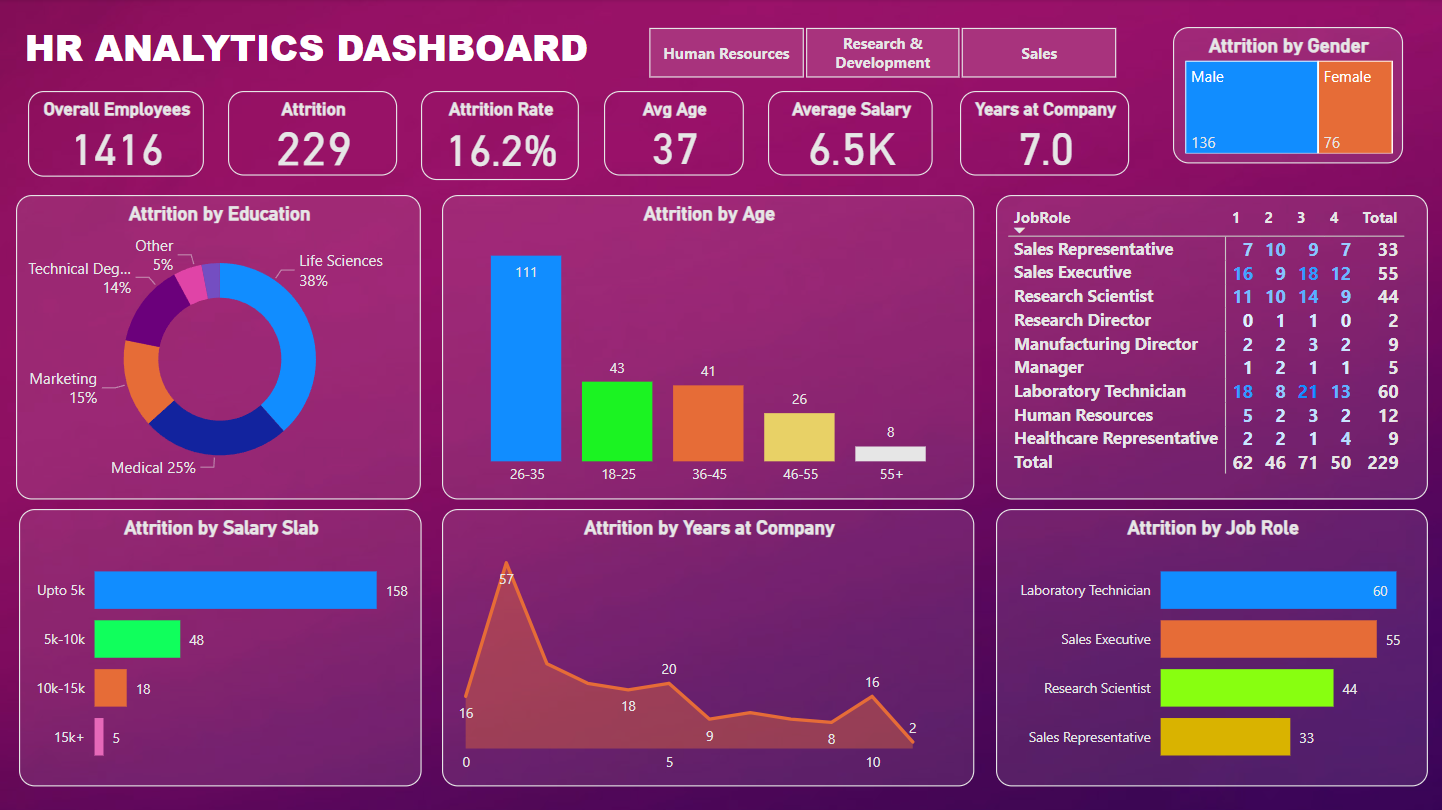 HR ANALYTICS DASHBOARD
Human Resources
Research &
Development
Sales
Attrition by Gender
Male
Female
136
76
Overall Employees
1416
Attrition
229
Attrition Rate
16.2%
Avg Age
37
Average Salary
6.5K
Years at Company
7.0
Attrition by Education
Other
5%
Life Sciences
38%
Technical Deg...
14%
Marketing
15%
Medical 25%
Attrition by Age
111
43
41
26
8
26-35
18-25
36-45
46-55
55+
JobRole 1 2 3 4 Total
Sales Representative 7 10 9 7 33
Sales Executive 16 9 18 12 55
Research Scientist 11 10 14 9 44
Research Director 0 1 1 0 2
Manufacturing Director 2 2 3 2 9
Manager 1 2 1 1 5
Laboratory Technician 18 8 21 13 60
Human Resources 5 2 3 2 12
Healthcare Representative 2 2 1 4 9
Total 62 46 71 50 229
Attrition by Salary Slab
Upto 5k 158
5k-10k 48
10k-15k 18
15k+ 5
Attrition by Years at Company
57
20
16
18
16
9
8
2
0 5 10
Attrition by Job Role
Laboratory Technician 60
Sales Executive 55
Research Scientist 44
Sales Representative 33